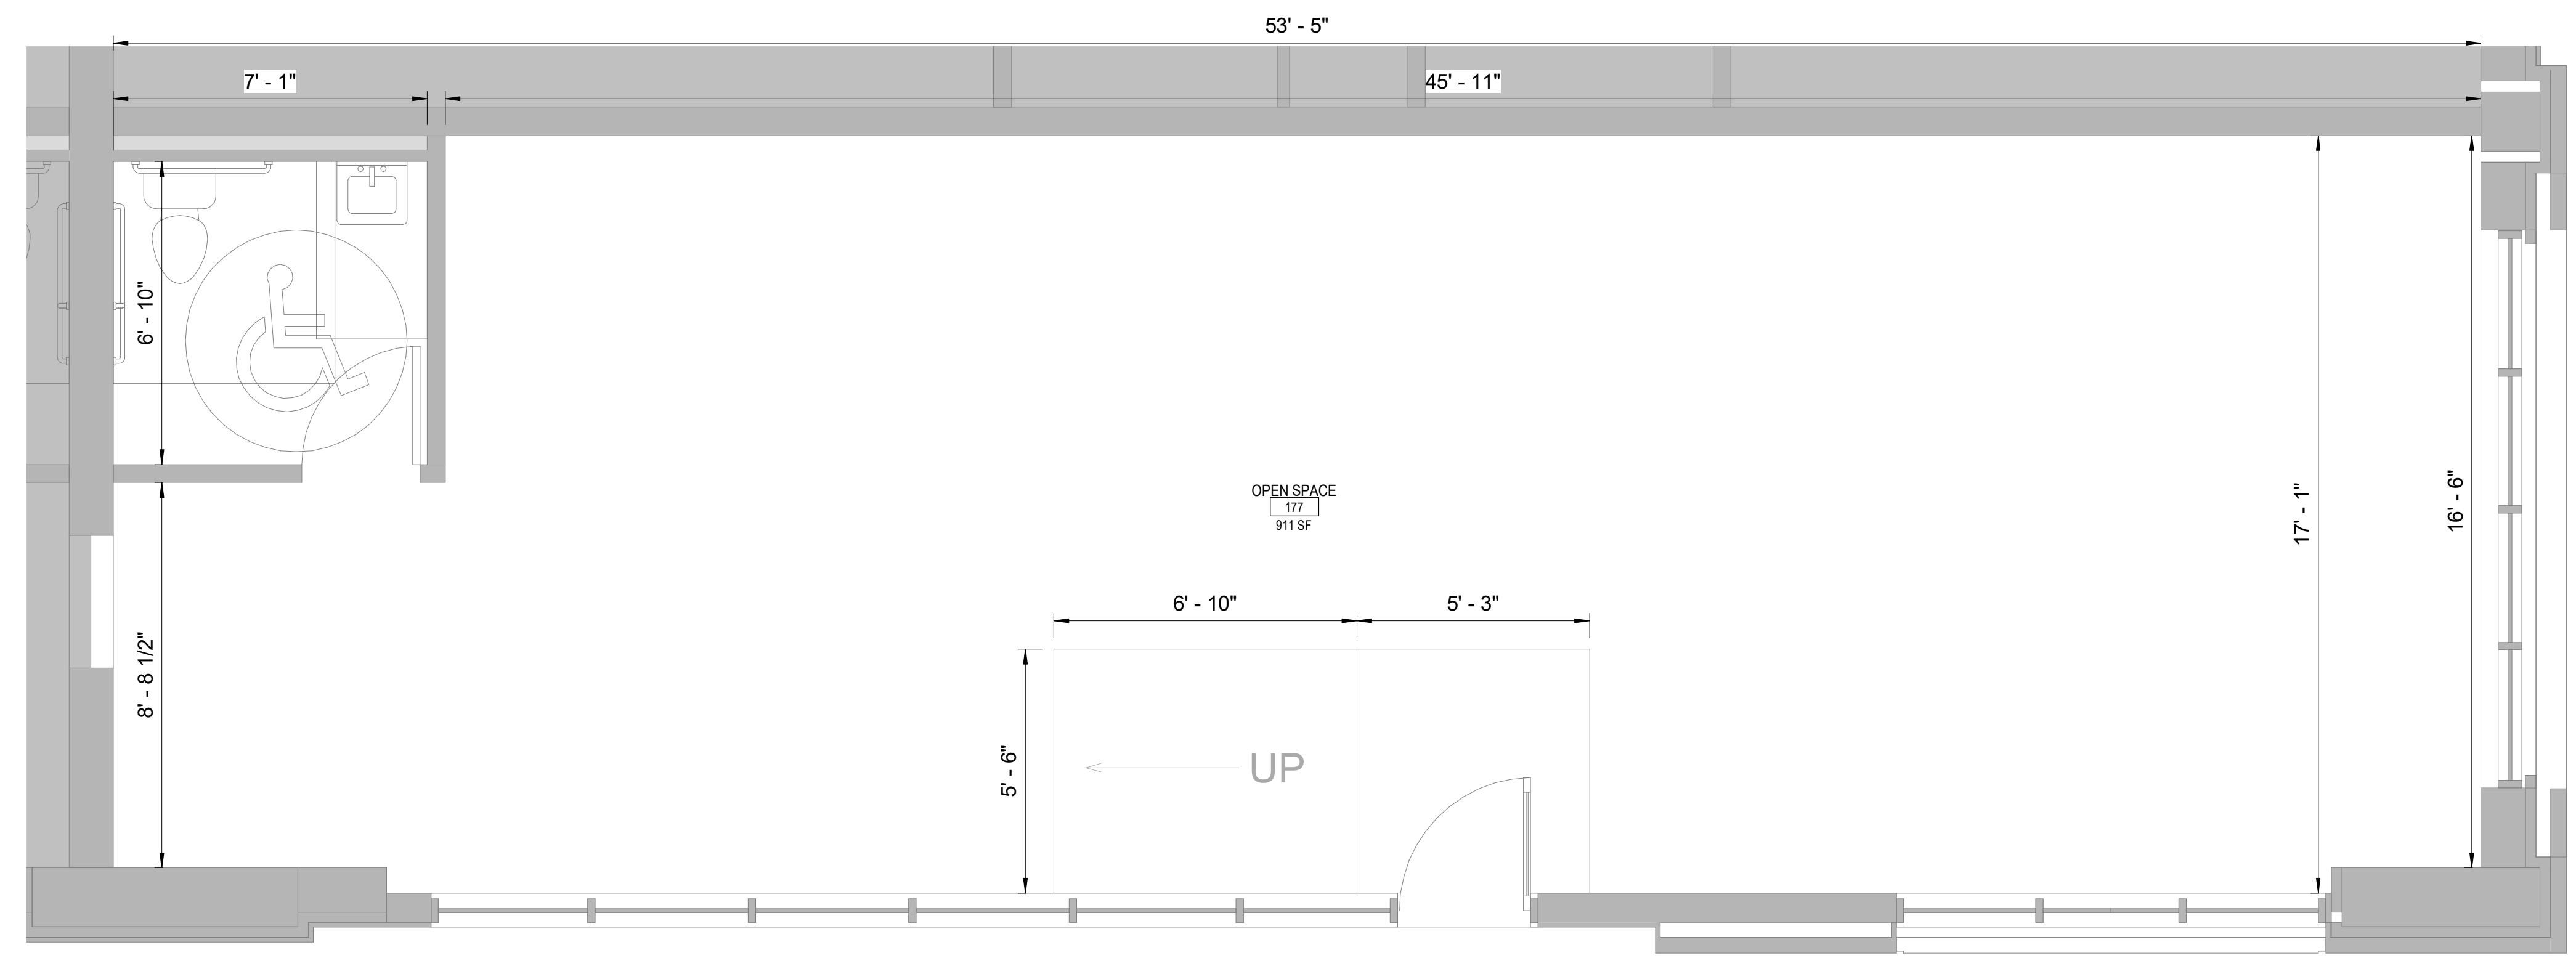 53' - 5"
7' - 1"
45' - 11"
6' - 10"
8' - 8 1/2"
OPEN SPACE
177
911 SF
17' - 1"
16' - 6"
6' - 10"
5' - 3"
5' - 6"
UP